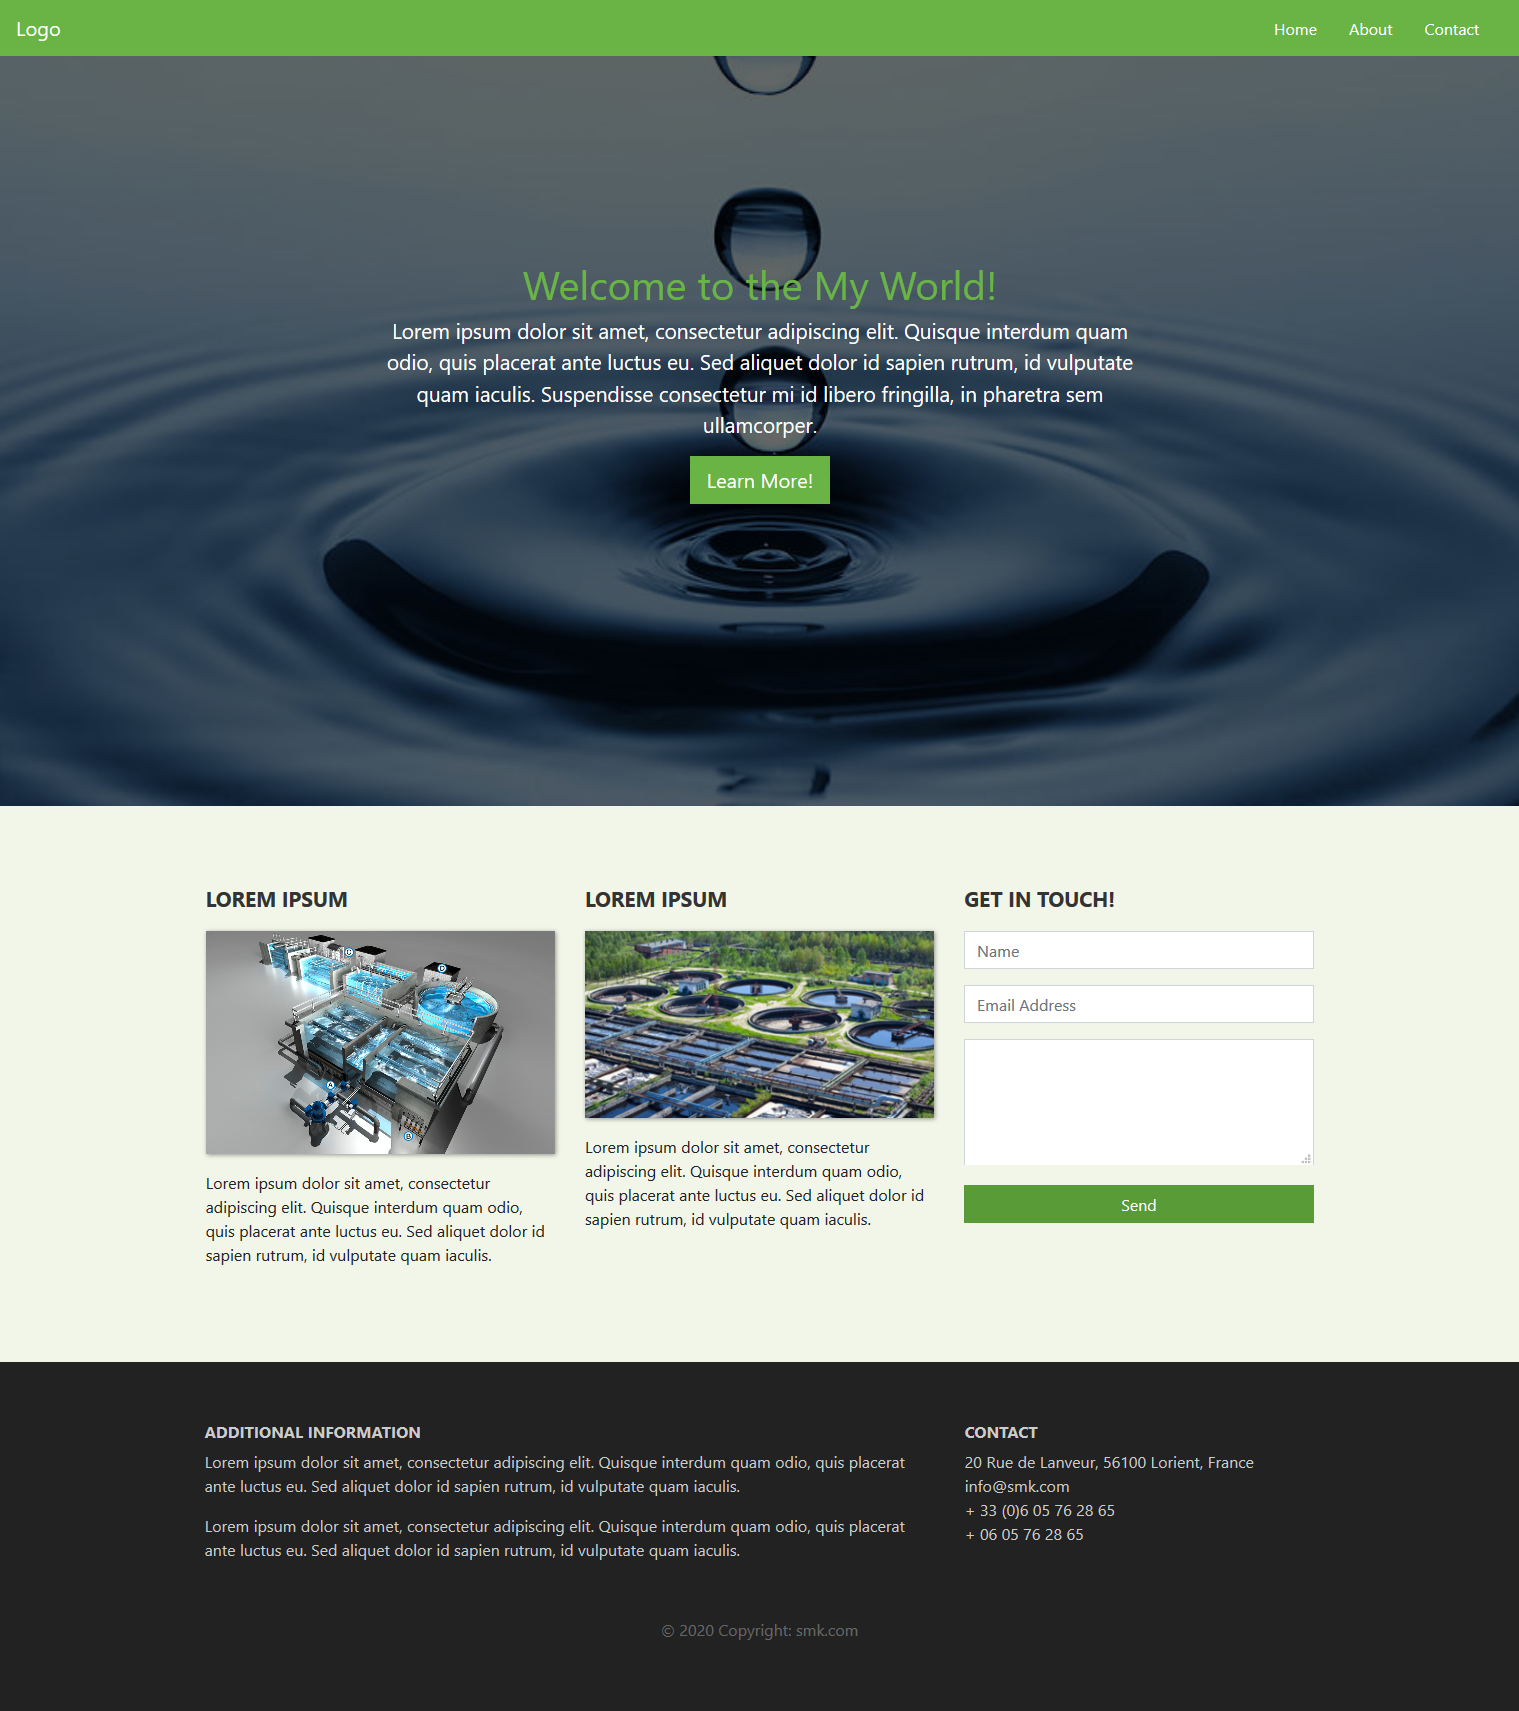 Logo
Home About Contact
Welcome to the My World!
Lorem ipsum dolor sit amet, consectetur adipiscing elit. Quisque interdum quam
odio, quis placerat ante luctus eu. Sed aliquet dolor id sapien rutrum, id vulputate
quam iaculis. Suspendisse consectetur mi id libero fringilla, in pharetra sem
ullamcorper.
Learn More!
LOREM IPSUM
C
D
A
B
Lorem ipsum dolor sit amet, consectetur
adipiscing elit. Quisque interdum quam odio,
quis placerat ante luctus eu. Sed aliquet dolor id
sapien rutrum, id vulputate quam iaculis.
LOREM IPSUM
Lorem ipsum dolor sit amet, consectetur
adipiscing elit. Quisque interdum quam odio,
quis placerat ante luctus eu. Sed aliquet dolor id
sapien rutrum, id vulputate quam iaculis.
GET IN TOUCH!
Name
Email Address
Send
ADDITIONAL INFORMATION
Lorem ipsum dolor sit amet, consectetur adipiscing elit. Quisque interdum quam odio, quis placerat
ante luctus eu. Sed aliquet dolor id sapien rutrum, id vulputate quam iaculis.
Lorem ipsum dolor sit amet, consectetur adipiscing elit. Quisque interdum quam odio, quis placerat
ante luctus eu. Sed aliquet dolor id sapien rutrum, id vulputate quam iaculis.
CONTACT
20 Rue de Lanveur, 56100 Lorient, France
info@smk.com
+ 33 (0)6 05 76 28 65
+ 06 05 76 28 65
© 2020 Copyright: smk.com